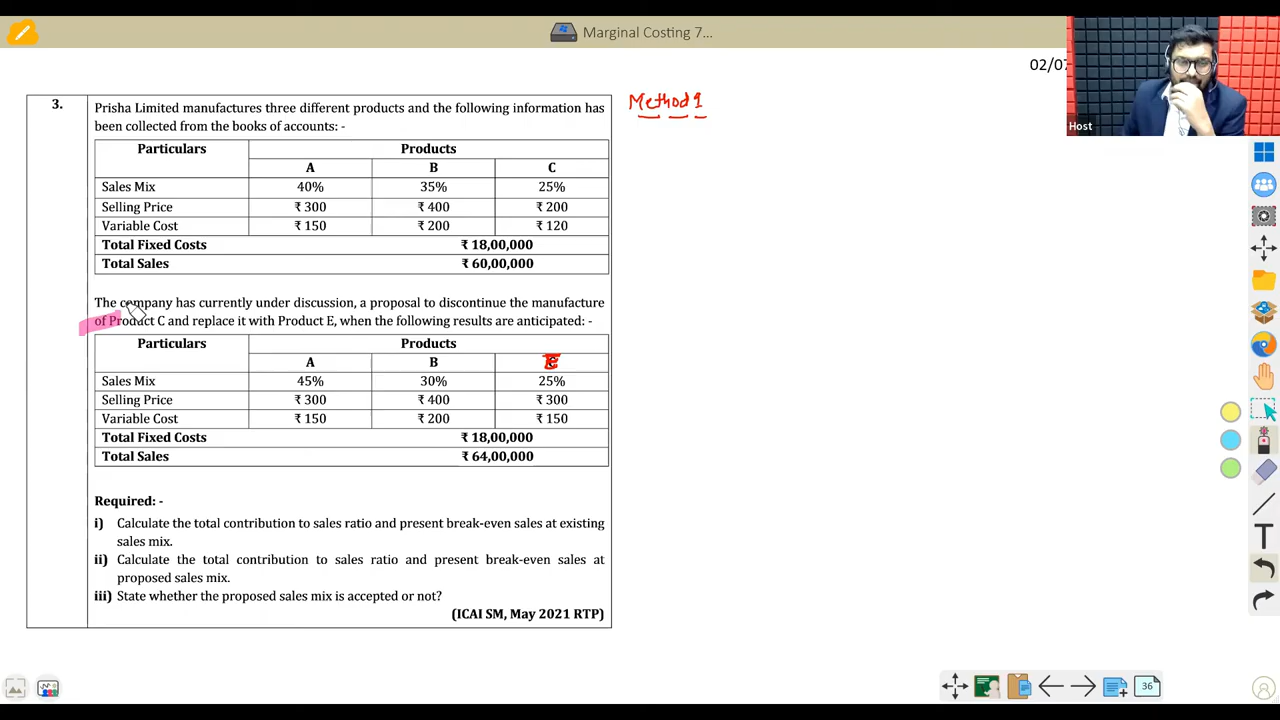 Marginal Costing 7...
02/07
Host
Method 1
3.
Prisha Limited manufactures three different products and the following information has
been collected from the books of accounts: -
Particulars Products
A B C
Sales Mix 40% 35% 25%
Selling Price ₹ 300 ₹ 400 ₹ 200
Variable Cost ₹ 150 ₹ 200 ₹ 120
Total Fixed Costs ₹ 18,00,000
Total Sales ₹ 60,00,000
The company has currently under discussion, a proposal to discontinue the manufacture
of Product C and replace it with Product E, when the following results are anticipated: -
Particulars Products
A B E
Sales Mix 45% 30% 25%
Selling Price ₹ 300 ₹ 400 ₹ 300
Variable Cost ₹ 150 ₹ 200 ₹ 150
Total Fixed Costs ₹ 18,00,000
Total Sales ₹ 64,00,000
Required: -
i) Calculate the total contribution to sales ratio and present break-even sales at existing
sales mix.
ii) Calculate the total contribution to sales ratio and present break-even sales at
proposed sales mix.
iii) State whether the proposed sales mix is accepted or not?
(ICAI SM, May 2021 RTP)
36